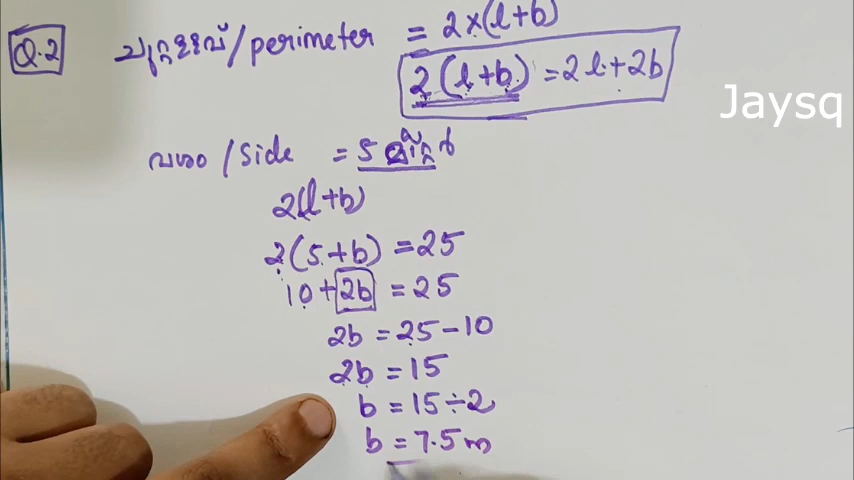 Q.2 ചുറ്റളവ്/perimeter = 2×(l+b)
2(l+b)=2l+2b
Jaysq
വശം/Side = 5 മീറ്റർ
2(l+b)
2(5+b) = 25
10+2b = 25
2b = 25-10
2b = 15
b = 15÷2
b = 7.5 m